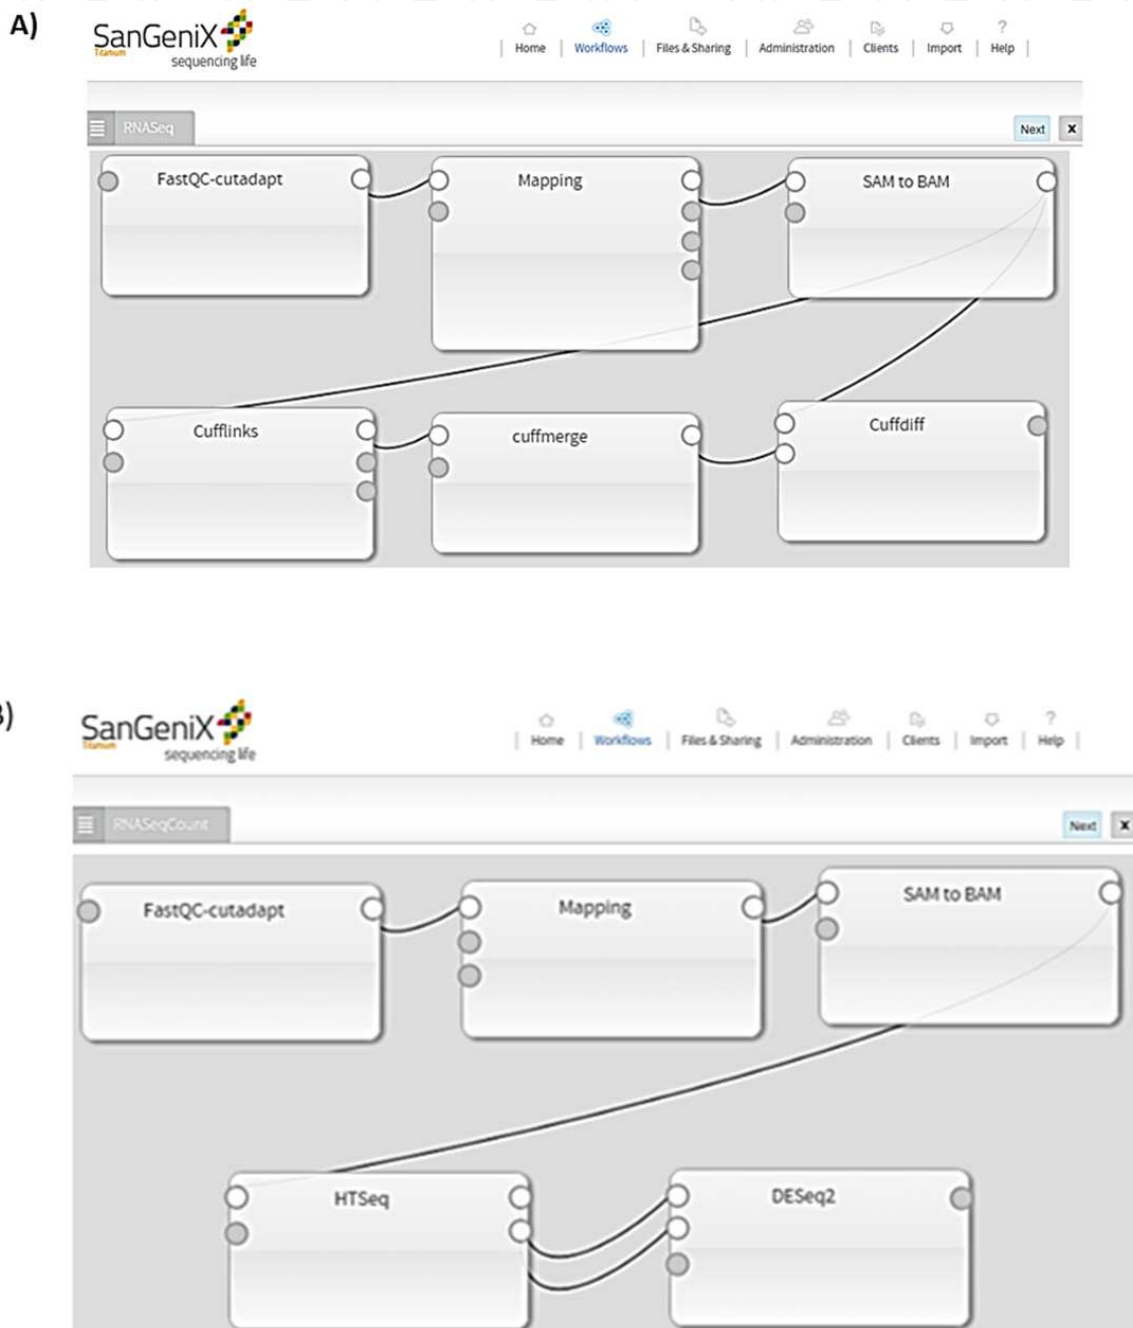 A)
SanGeniX
Titanum
sequencing life
Home | Workflows | Files & Sharing | Administration | Clients | Import | Help
RNASeq
Next X
FastQC-cutadapt
Mapping
SAM to BAM
Cufflinks
cuffmerge
Cuffdiff
SanGeniX
Titanum
sequencing life
Home | Workflows | Files & Sharing | Administration | Clients | Import | Help
RNASeqCount
Next X
FastQC-cutadapt
Mapping
SAM to BAM
HTSeq
DESeq2